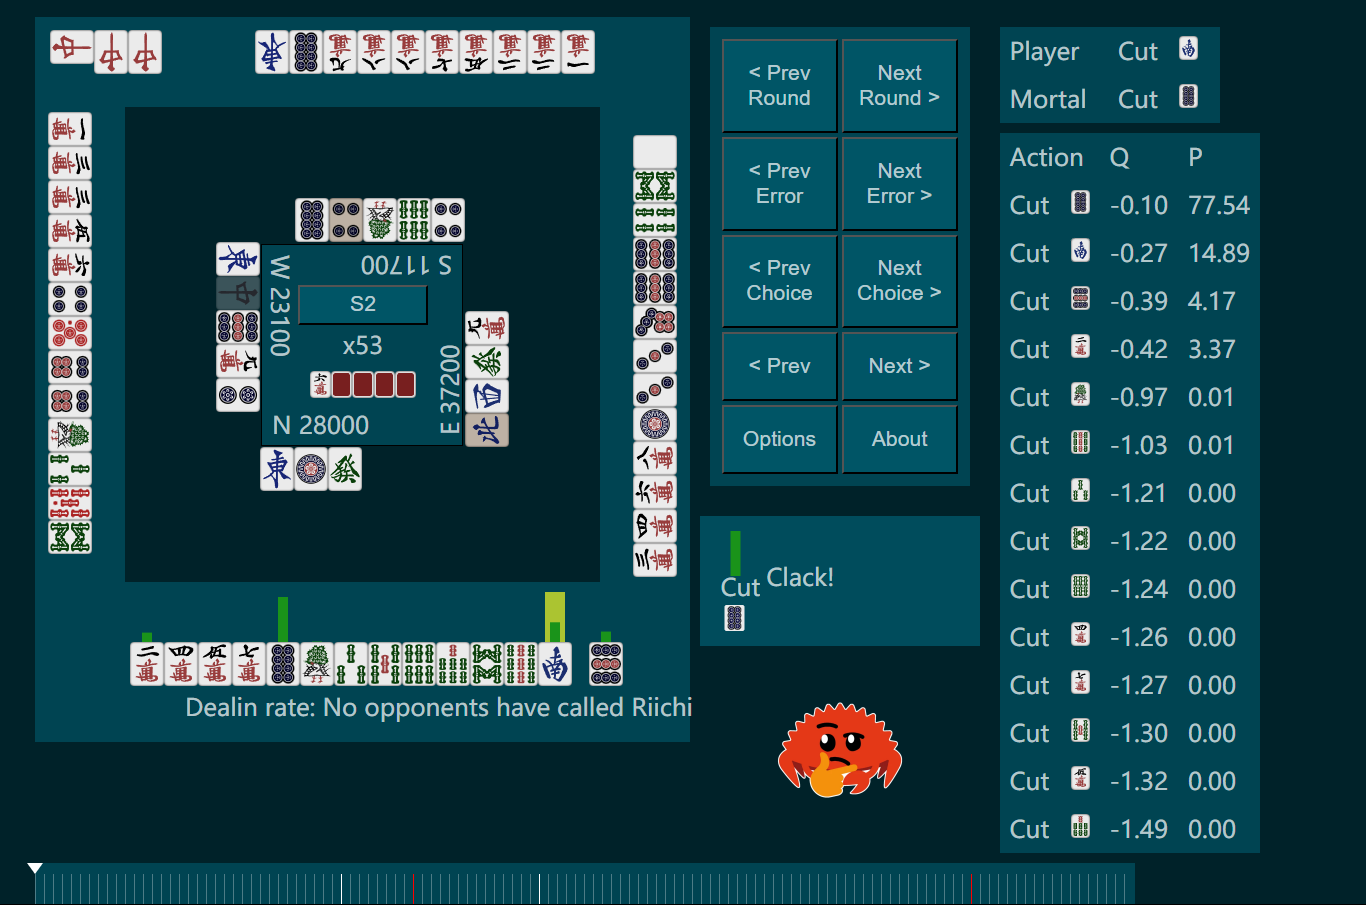 S 11700
W 23100
S2
x53
E 37200
N 28000
Dealin rate: No opponents have called Riichi
< Prev
Round
Next
Round >
< Prev
Error
Next
Error >
< Prev
Choice
Next
Choice >
< Prev
Next >
Options
About
Cut
Clack!
Player Cut
Mortal Cut
Action Q P
Cut -0.10 77.54
Cut -0.27 14.89
Cut -0.39 4.17
Cut -0.42 3.37
Cut -0.97 0.01
Cut -1.03 0.01
Cut -1.21 0.00
Cut -1.22 0.00
Cut -1.24 0.00
Cut -1.26 0.00
Cut -1.27 0.00
Cut -1.30 0.00
Cut -1.32 0.00
Cut -1.49 0.00